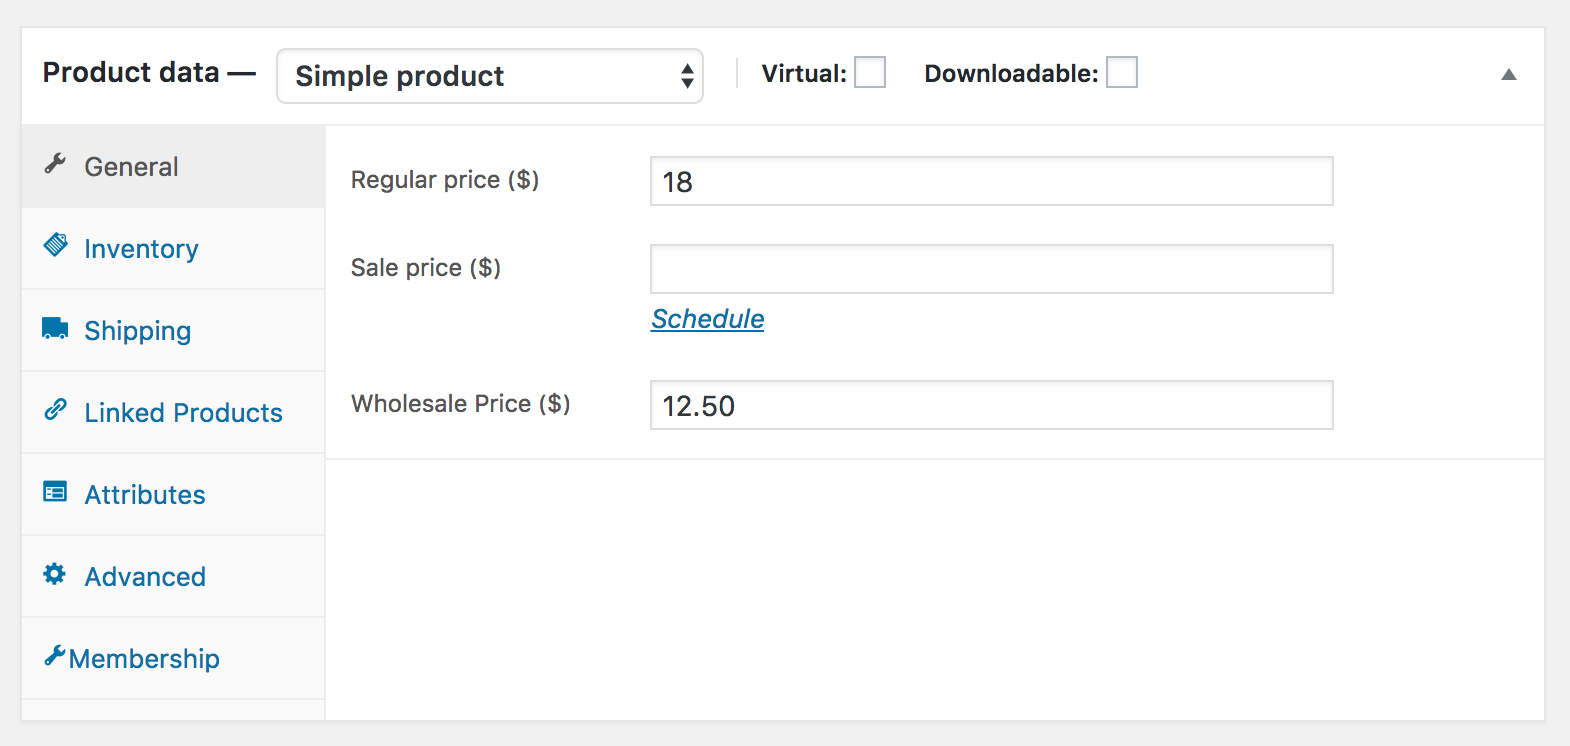 Product data — Simple product Virtual: Downloadable:
General
Inventory
Shipping
Linked Products
Attributes
Advanced
Membership
Regular price ($) 18
Sale price ($)
Schedule
Wholesale Price ($) 12.50